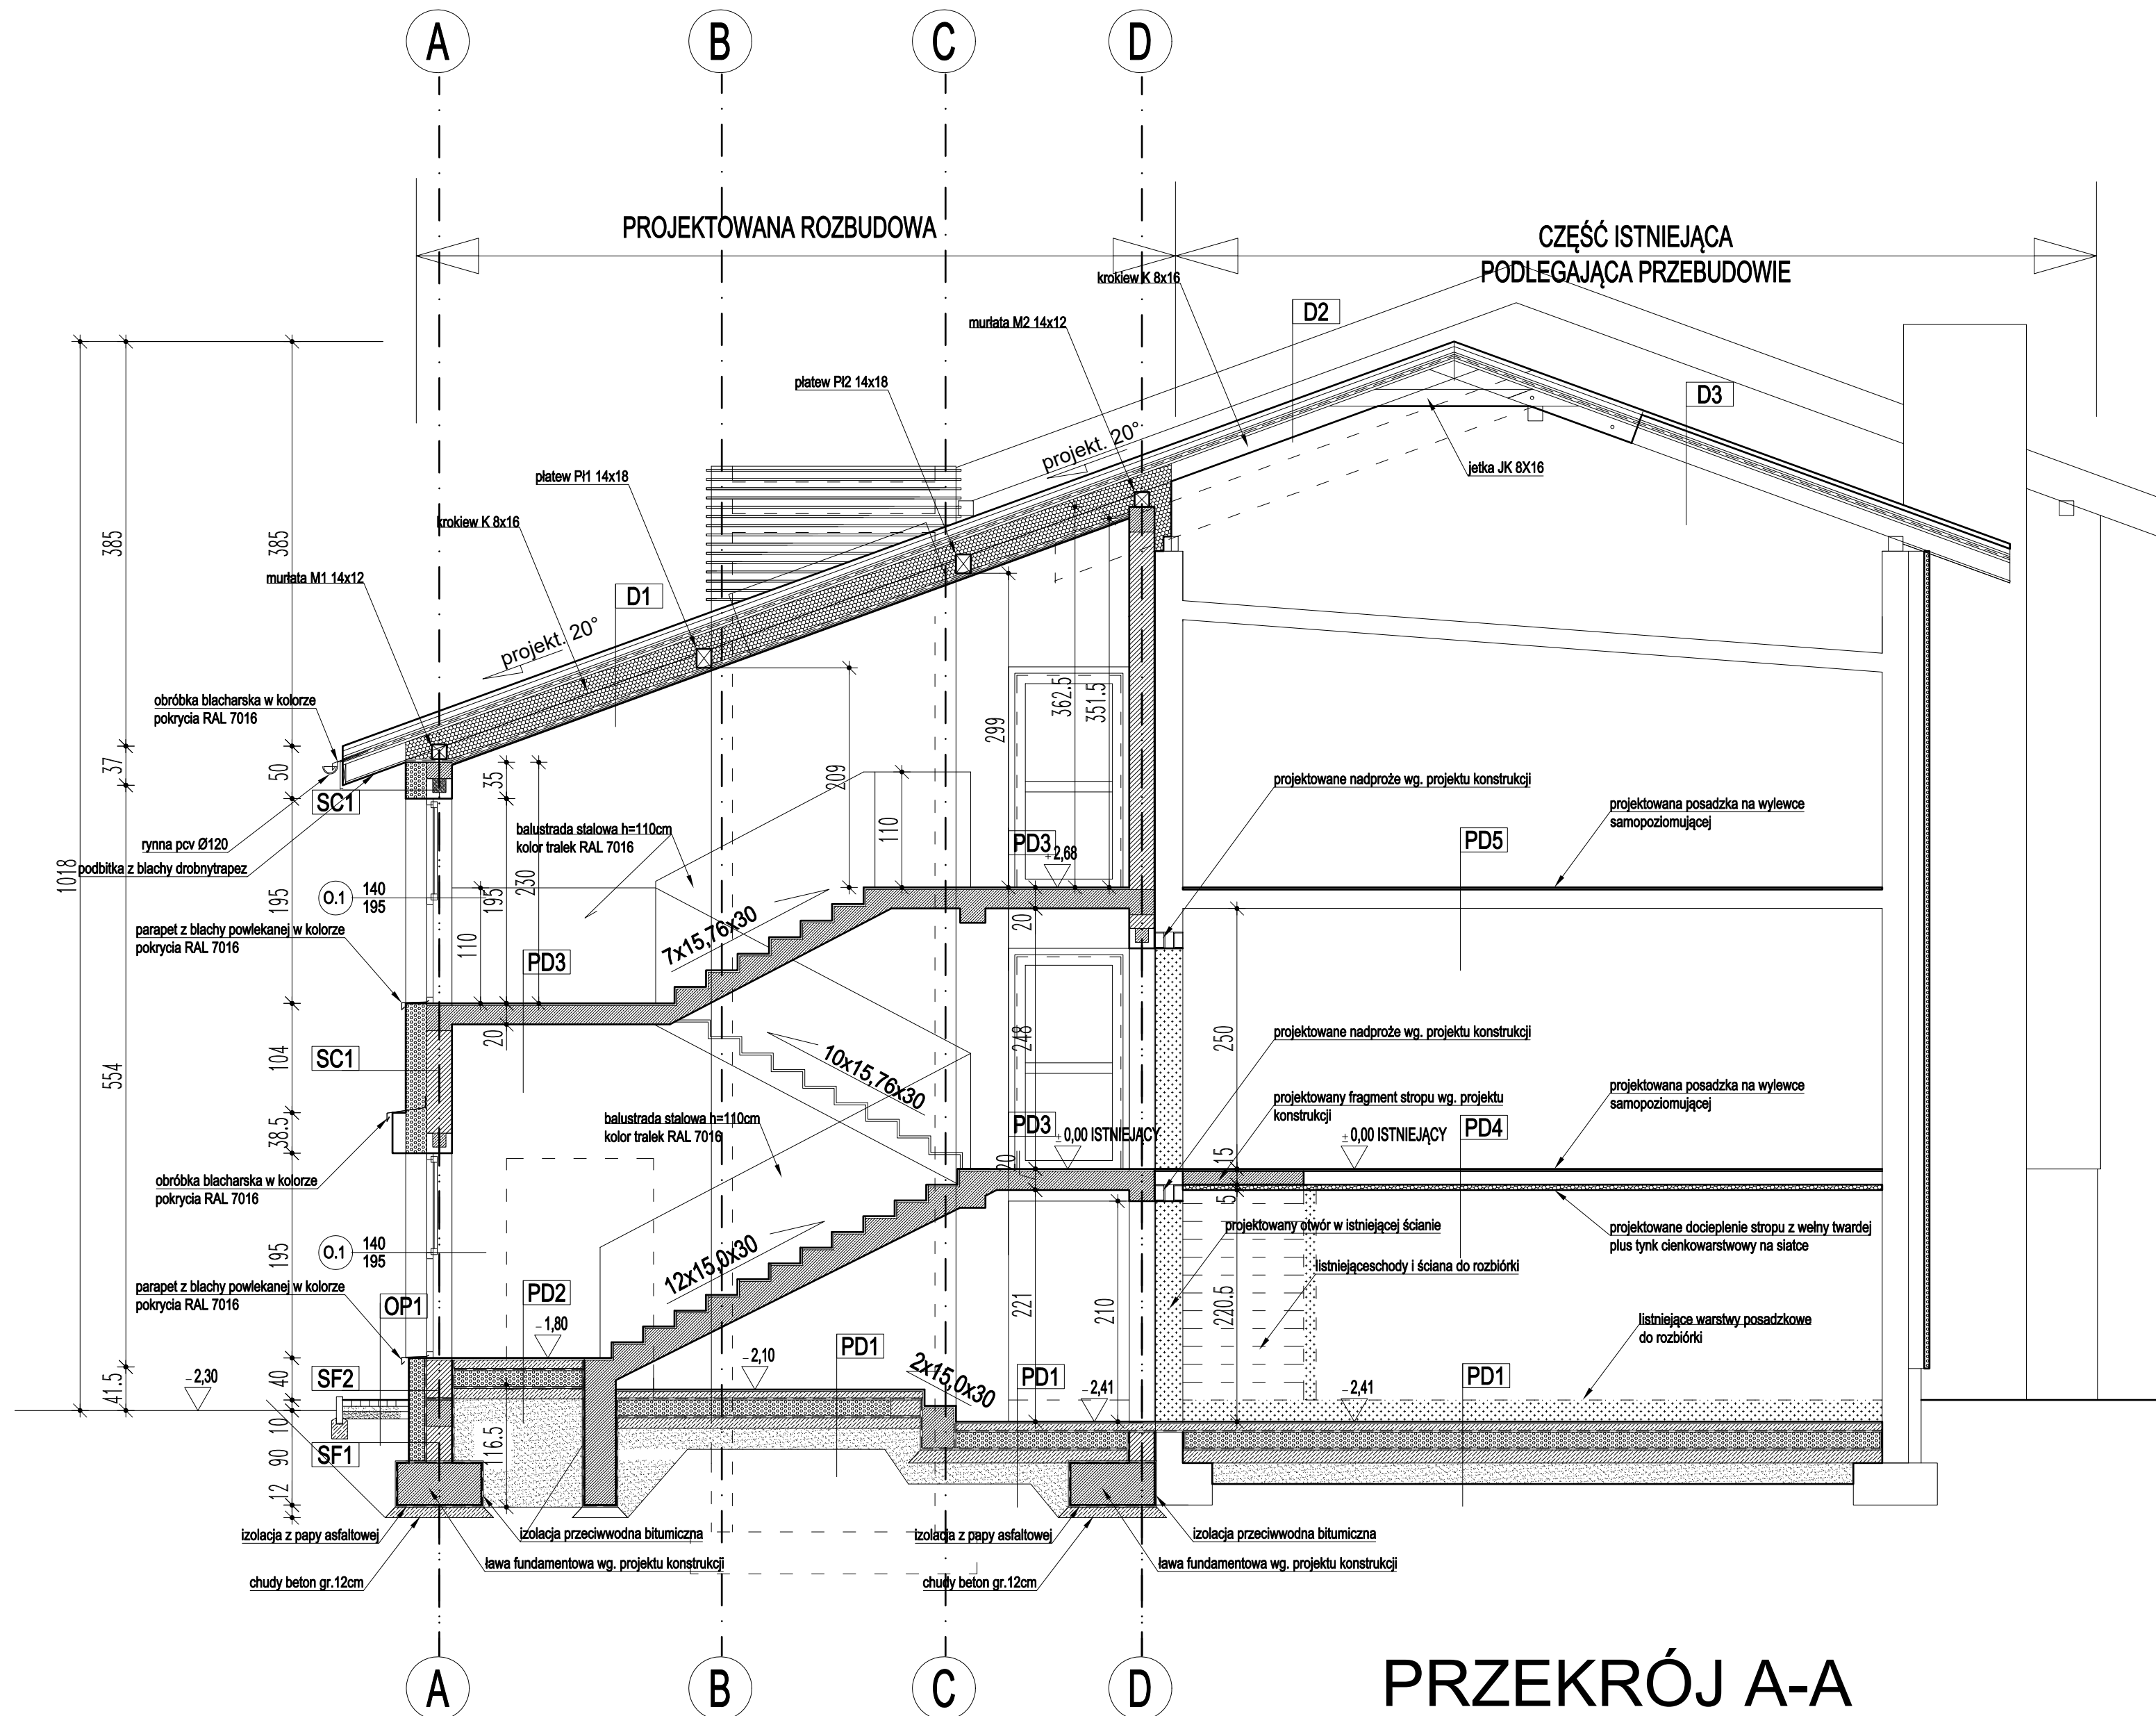 A
B
C
D
PROJEKTOWANA ROZBUDOWA
CZĘŚĆ ISTNIEJĄCA
PODLEGAJĄCA PRZEBUDOWIE
krokiew K 8x16
D2
murłata M2 14x12
płatew Pł2 14x18
D3
projekt. 20°
jetka JK 8X16
płatew Pł1 14x18
krokiew K 8x16
385
385
murłata M1 14x12
D1
projekt. 20°
obróbka blacharska w kolorze
pokrycia RAL 7016
362.5
351.5
299
37
50
35
209
SC1
projektowane nadproże wg. projektu konstrukcji
projektowana posadzka na wylewce
samopoziomującej
balustrada stalowa h=110cm
kolor tralek RAL 7016
110
PD3
+2,68
PD5
rynna pcv Ø120
podbitka z blachy drobnytrapez
1018
230
O.1
140
195
195
195
110
parapet z blachy powlekanej w kolorze
pokrycia RAL 7016
7x15,76x30
20
PD3
20
248
250
projektowane nadproże wg. projektu konstrukcji
554
104
SC1
10x15,76x30
projektowana posadzka na wylewce
samopoziomującej
projektowany fragment stropu wg. projektu
konstrukcji
balustrada stalowa h=110cm
kolor tralek RAL 7016
PD3
± 0,00 ISTNIEJĄCY
± 0,00 ISTNIEJĄCY
PD4
38.5
20
15
5
obróbka blacharska w kolorze
pokrycia RAL 7016
projektowany otwór w istniejącej ścianie
projektowane docieplenie stropu z wełny twardej
plus tynk cienkowarstwowy na siatce
195
O.1
140
195
12x15,0x30
listniejąceschody i ściana do rozbiórki
parapet z blachy powlekanej w kolorze
pokrycia RAL 7016
OP1
PD2
-1,80
221
210
220.5
listniejące warstwy posadzkowe
do rozbiórki
-2,10
PD1
2x15,0x30
PD1
-2,41
-2,41
PD1
-2,30
SF2
41.5
40
4
10
SF1
116.5
90
12
izolacja z papy asfaltowej
izolacja przeciwwodna bitumiczna
izolacja z papy asfaltowej
izolacja przeciwwodna bitumiczna
ława fundamentowa wg. projektu konstrukcji
ława fundamentowa wg. projektu konstrukcji
chudy beton gr.12cm
chudy beton gr.12cm
A
B
C
D
PRZEKRÓJ A-A